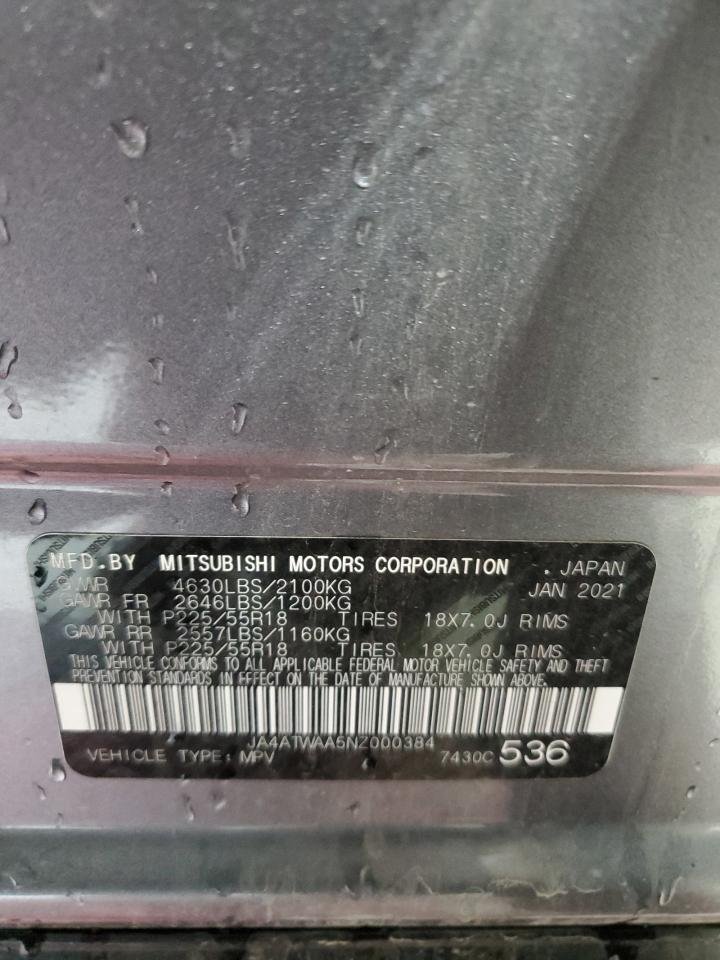 MFD.BY MITSUBISHI MOTORS CORPORATION . JAPAN
GVWR 4630LBS/2100KG JAN 2021
GAWR FR 2646LBS/1200KG
WITH P225/55R18 TIRES 18X7.0J RIMS
GAWR RR 2557LBS/1160KG
WITH P225/55R18 TIRES 18X7.0J RIMS
THIS VEHICLE CONFORMS TO ALL APPLICABLE FEDERAL MOTOR VEHICLE SAFETY AND THEFT
PREVENTION STANDARDS IN EFFECT ON THE DATE OF MANUFACTURE SHOWN ABOVE.
JA4ATWAA5NZ000384
VEHICLE TYPE: MPV 7430C 536